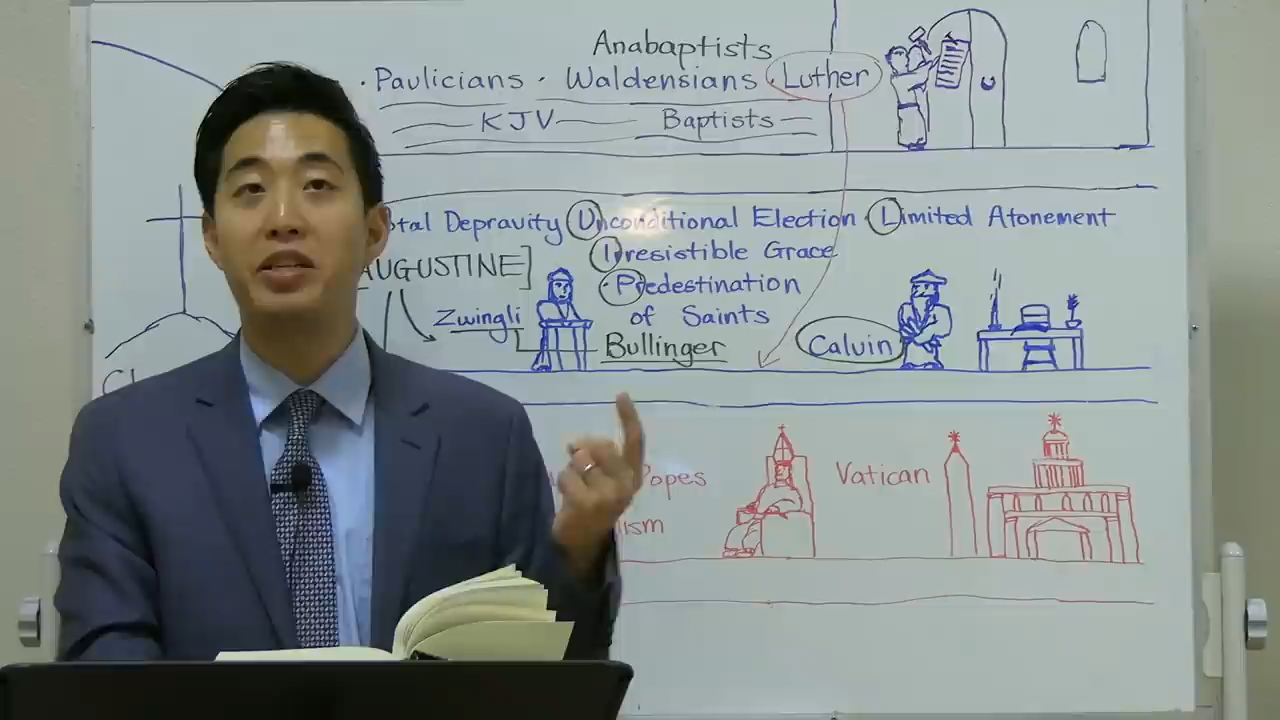 Anabaptists
· Paulicians · Waldensians · Luther
KJV Baptists
otal Depravity Unconditional Election · Limited Atonement
Irresistible Grace
AUGUSTINE]
· Predestination
of Saints
Zwingli
Bullinger
Calvin
Popes
Vatican
lism